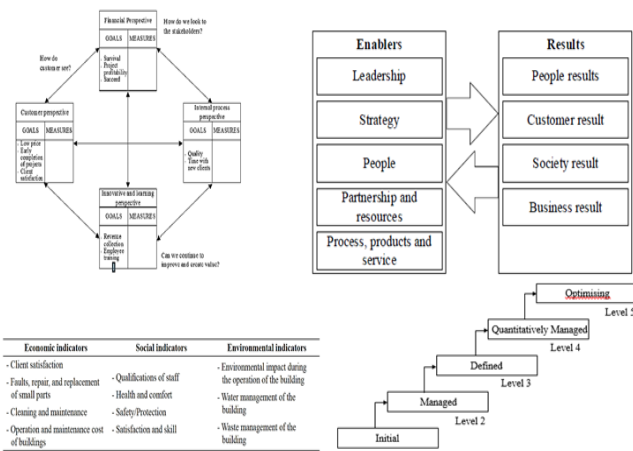 Financial Perspective
GOALS MEASURES
- Survival
- Project
profitability
- Succeed
How do we look to
the stakeholders?
How do
customer see?
Customer perspective
GOALS MEASURES
- Low price
- Early
completion
of projects
- Client
satisfaction
Internal process
perspective
GOALS MEASURES
- Quality
- Time with
new clients
Innovative and learning
perspective
GOALS MEASURES
- Revenue
collection
- Employee
training
Can we continue to
improve and create value?
Enablers
Leadership
Strategy
People
Partnership and
resources
Process, products and
service
Results
People results
Customer result
Society result
Business result
Economic indicators Social indicators Environmental indicators
- Client satisfaction
- Faults, repair, and replacement
of small parts
- Cleaning and maintenance
- Operation and maintenance cost
of buildings
- Qualifications of staff
- Health and comfort
- Safety/Protection
- Satisfaction and skill
- Environmental impact during
the operation of the building
- Water management of the
building
- Waste management of the
building
Optimising
Level 5
Quantitatively Managed
Level 4
Defined
Level 3
Managed
Level 2
Initial